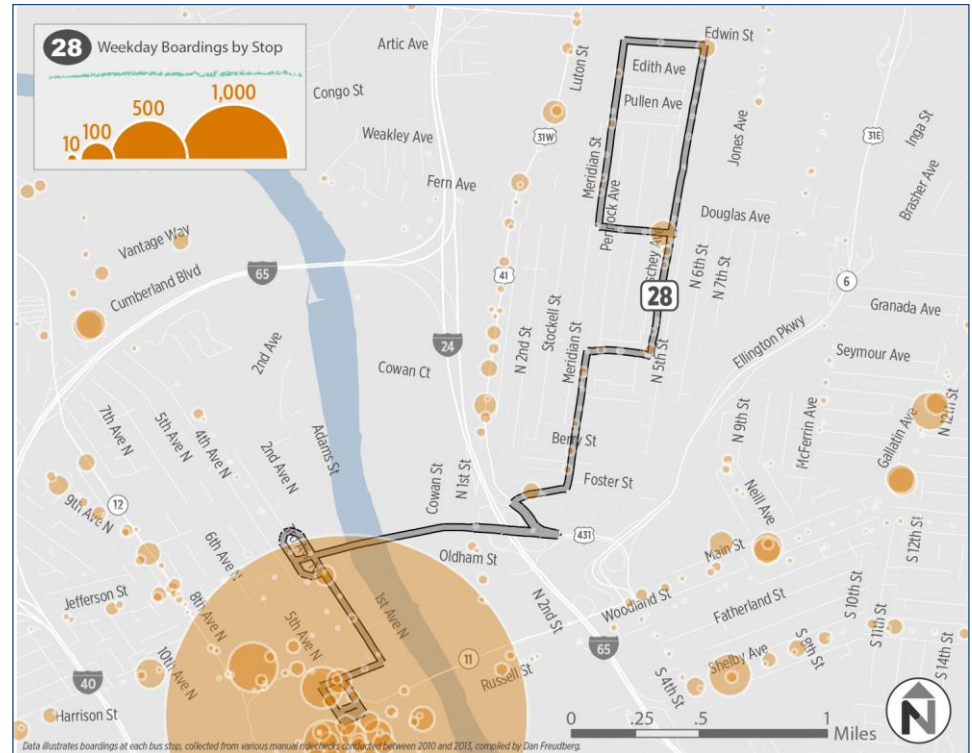 28 Weekday Boardings by Stop
10
100
500
1,000
Artic Ave
Congo St
Weakley Ave
Fern Ave
Luton St
31W
Edwin St
Edith Ave
Pullen Ave
Meridian St
Jones Ave
31E
Inga St
Brasher Ave
Douglas Ave
N 6th St
N 7th St
Vantage Way
Cumberland Blvd
65
41
28
6
Granada Ave
2nd Ave
24
N 2nd St
Stockell St
Meridian St
N 5th St
Ellington Pkwy
Seymour Ave
Cowan Ct
7th Ave N
5th Ave N
4th Ave N
2nd Ave N
Adams St
Cowan St
N 1st St
Berry St
Foster St
N 9th St
McFerrin Ave
Gallatin Ave
N 12th St
Neill Ave
12
9th Ave N
6th Ave N
431
Oldham St
Main St
S 12th St
Jefferson St
8th Ave N
5th Ave N
1st Ave N
N 2nd St
Woodland St
Fatherland St
S 10th St
S 11th St
10th Ave N
11
Russell St
65
S 4th St
Shelby Ave
S 8th St
S 14th St
40
Harrison St
0 .25 .5 1 Miles
N
Data illustrates boardings at each bus stop, collected from various manual ridechecks conducted between 2010 and 2013, compiled by Dan Freudberg.